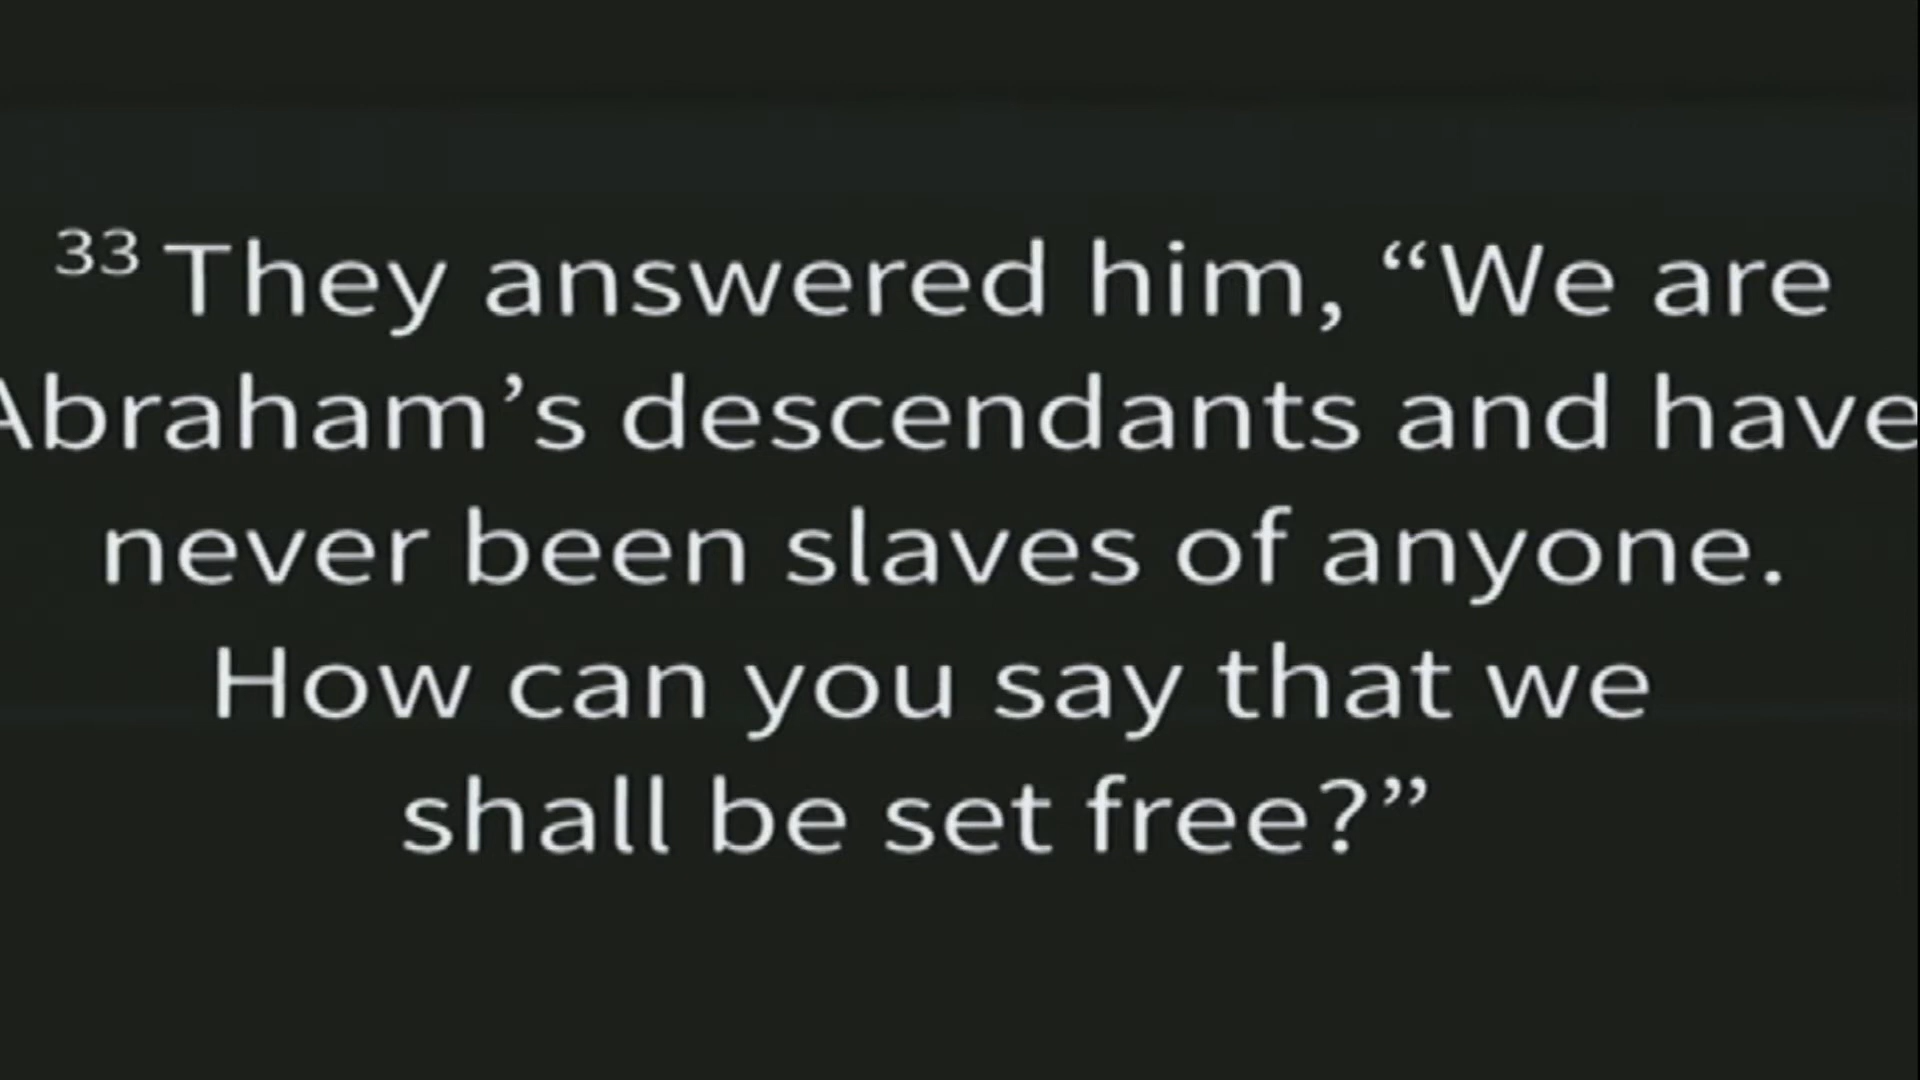 33 They answered him, “We are
Abraham’s descendants and have
never been slaves of anyone.
How can you say that we
shall be set free?”